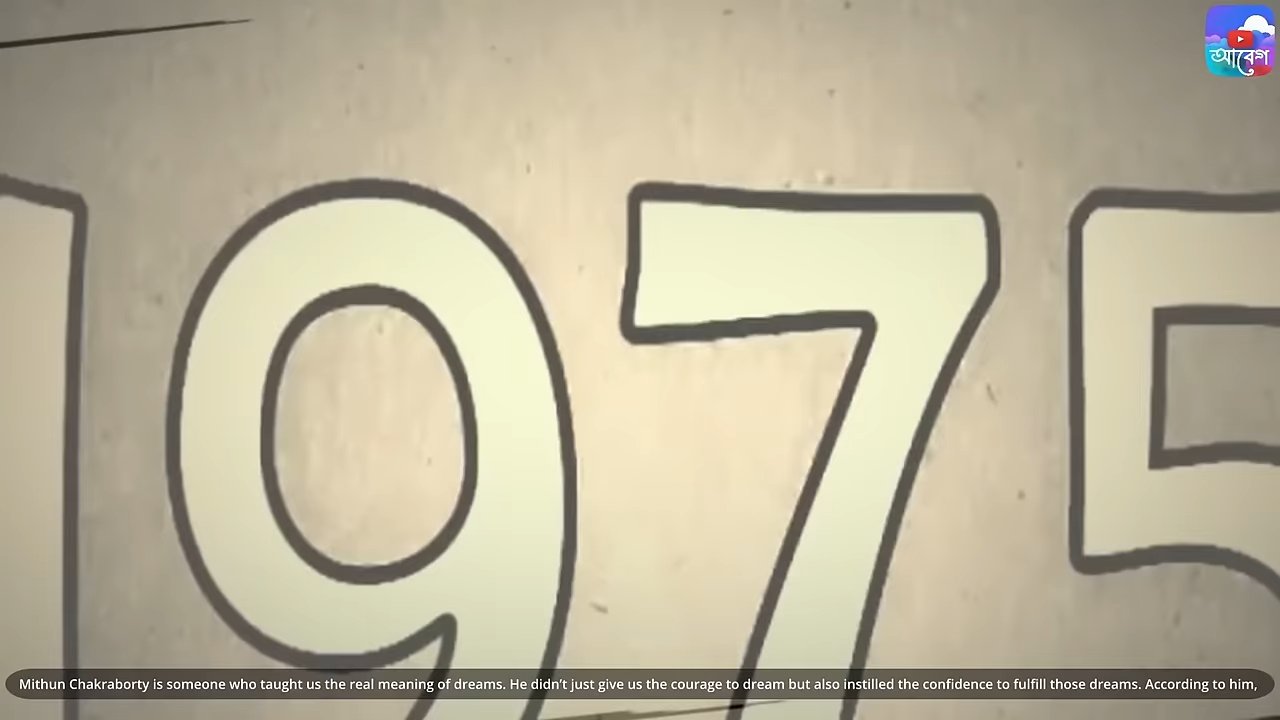 আবেগ
1975
Mithun Chakraborty is someone who taught us the real meaning of dreams. He didn't just give us the courage to dream but also instilled the confidence to fulfill those dreams. According to him,